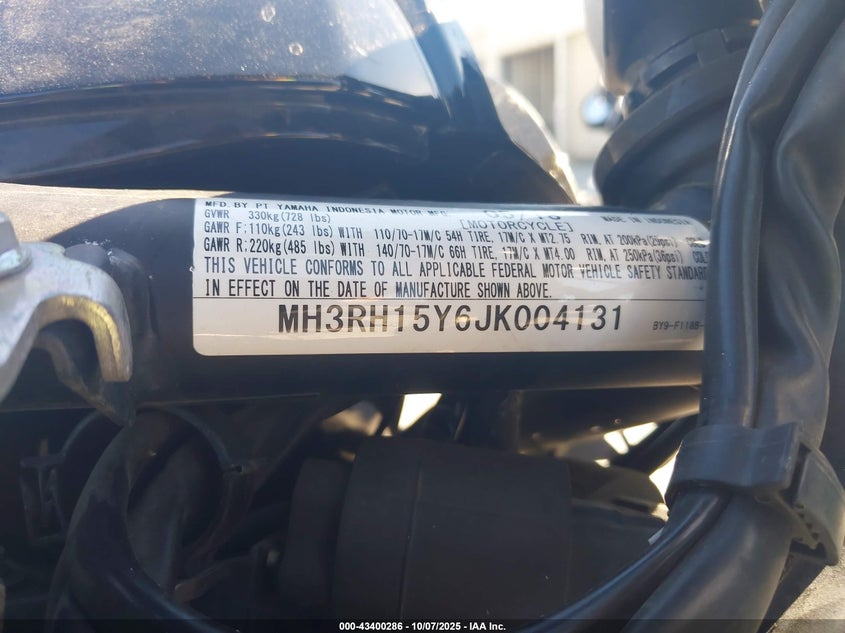 MFD. BY PT YAMAHA INDONESIA MOTOR MFG. MADE IN INDONESIA
GVWR 330kg(728 lbs) [MOTORCYCLE]
GAWR F:110kg(243 lbs) WITH 110/70-17M/C 54H TIRE, 17M/C X MT2.75 RIM, AT 200kPa(29psi)
GAWR R:220kg(485 lbs) WITH 140/70-17M/C 66H TIRE, 17M/C X MT4.00 RIM, AT 250kPa(36psi)
THIS VEHICLE CONFORMS TO ALL APPLICABLE FEDERAL MOTOR VEHICLE SAFETY STANDAR
IN EFFECT ON THE DATE OF MANUFACTURE SHOWN ABOVE.
MH3RH15Y6JK004131 BY9-F118B-
000-43400286 - 10/07/2025 - IAA Inc.